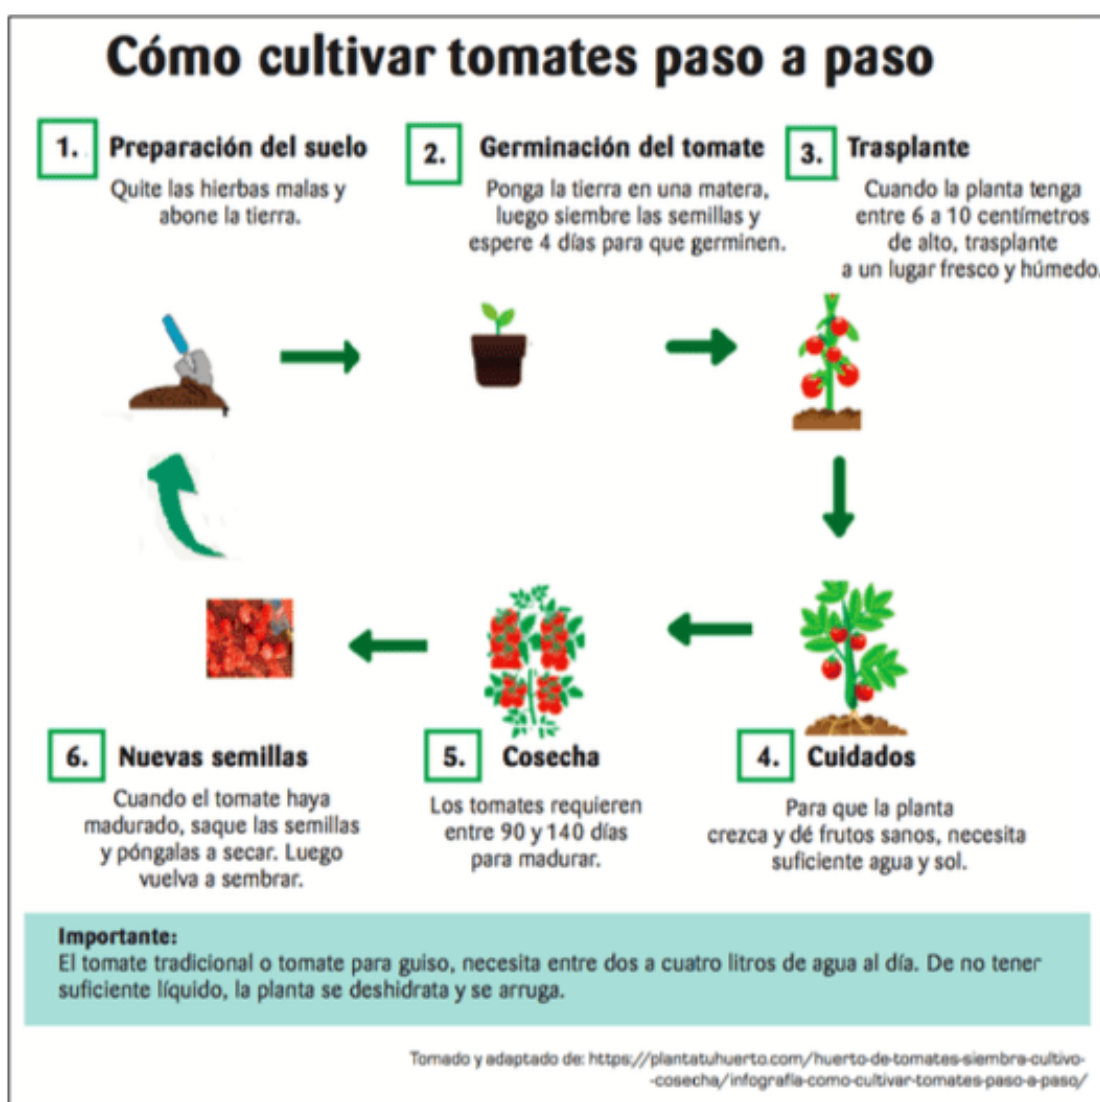 Cómo cultivar tomates paso a paso
1. Preparación del suelo
Quite las hierbas malas y
abone la tierra.
2. Germinación del tomate
Ponga la tierra en una matera,
luego siembre las semillas y
espere 4 días para que germinen.
3. Trasplante
Cuando la planta tenga
entre 6 a 10 centímetros
de alto, trasplante
a un lugar fresco y húmedo.
6. Nuevas semillas
Cuando el tomate haya
madurado, saque las semillas
y póngalas a secar. Luego
vuelva a sembrar.
5. Cosecha
Los tomates requieren
entre 90 y 140 días
para madurar.
4. Cuidados
Para que la planta
crezca y dé frutos sanos, necesita
suficiente agua y sol.
Importante:
El tomate tradicional o tomate para guiso, necesita entre dos a cuatro litros de agua al día. De no tener
suficiente líquido, la planta se deshidrata y se arruga.
Tomado y adaptado de: https://plantatuhuerto.com/huerto-de-tomates-siembra-cultivo-
-cosecha/infografía-como-cultivar-tomates-paso-a-paso/